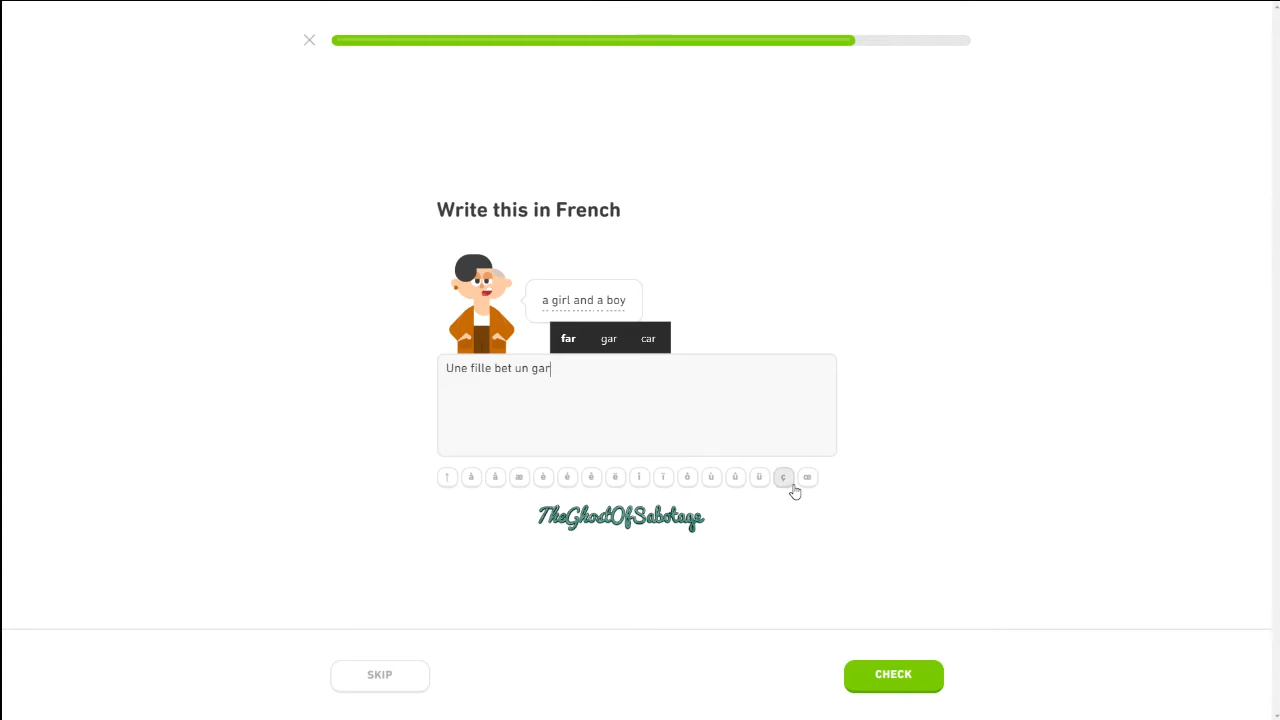 Write this in French
a girl and a boy
far gar car
Une fille bet un gar
↑ à â æ è é ê ë î ï ô ù û ü ç œ
TheGhostOfSabotage
SKIP CHECK